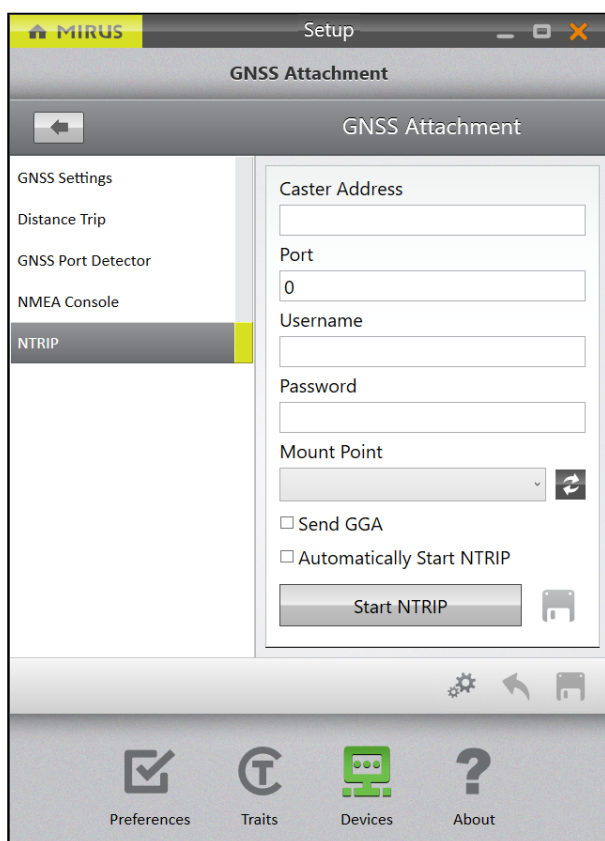 MIRUS Setup
GNSS Attachment
GNSS Attachment
GNSS Settings
Distance Trip
GNSS Port Detector
NMEA Console
NTRIP
Caster Address
Port
0
Username
Password
Mount Point
Send GGA
Automatically Start NTRIP
Start NTRIP
Preferences Traits Devices About